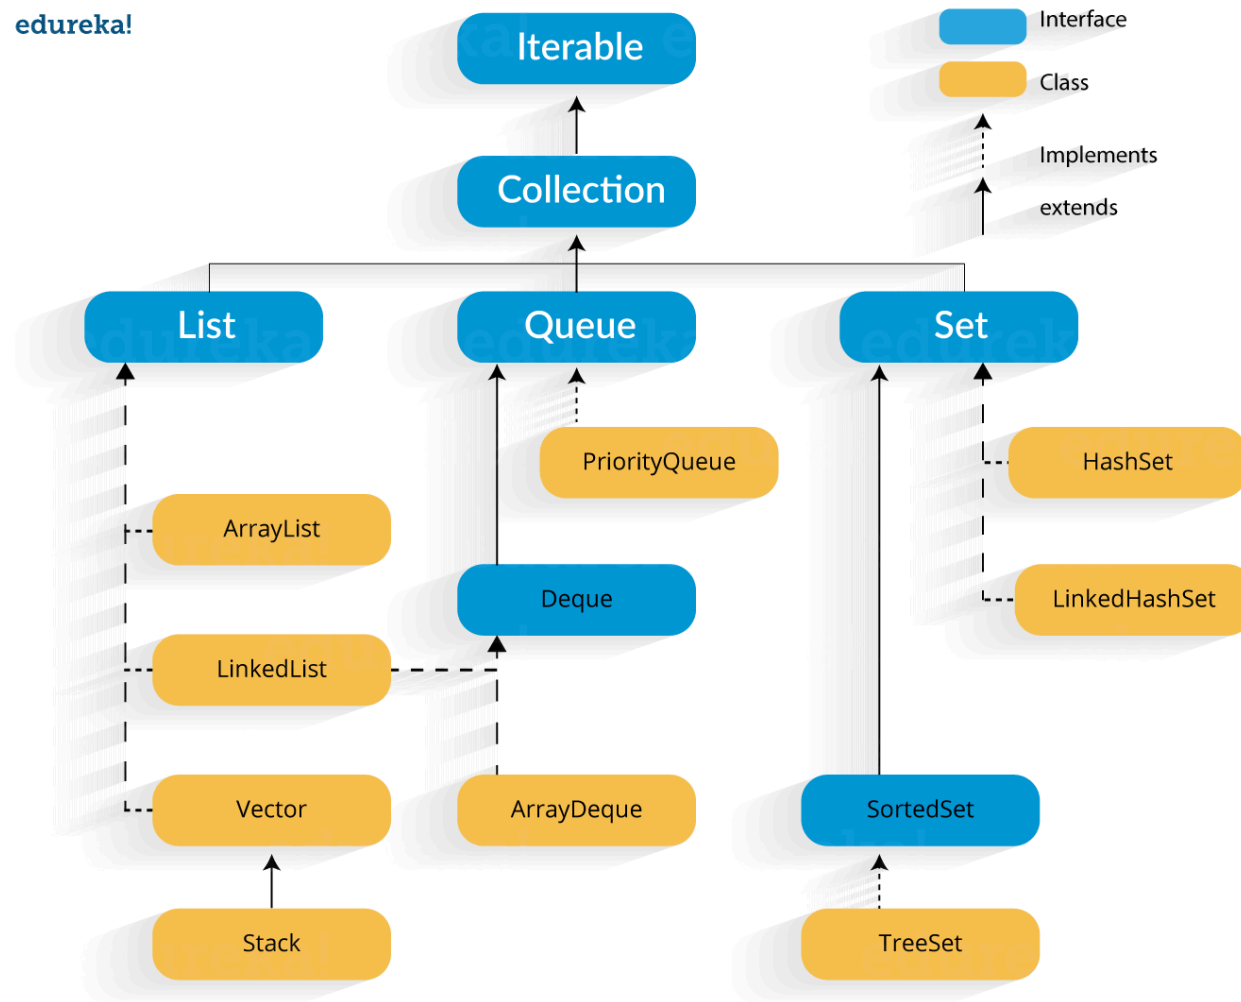 edureka!
Iterable
Interface
Class
Implements
extends
Collection
List
Queue
Set
PriorityQueue
HashSet
ArrayList
Deque
LinkedHashSet
LinkedList
Vector
ArrayDeque
SortedSet
Stack
TreeSet